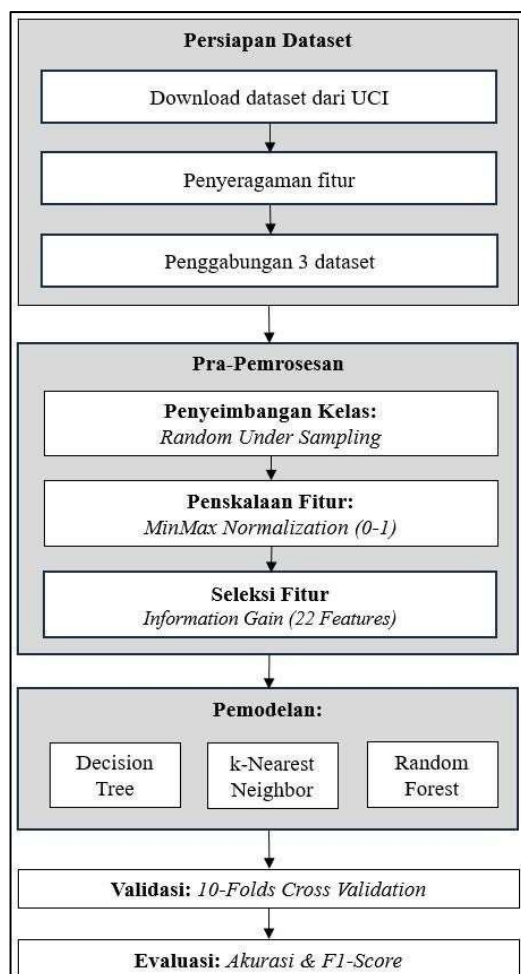 Persiapan Dataset
Download dataset dari UCI
Penyeragaman fitur
Penggabungan 3 dataset
Pra-Pemrosesan
Penyeimbangan Kelas:
Random Under Sampling
Penskalaan Fitur:
MinMax Normalization (0-1)
Seleksi Fitur
Information Gain (22 Features)
Pemodelan:
Decision
Tree
k-Nearest
Neighbor
Random
Forest
Validasi: 10-Folds Cross Validation
Evaluasi: Akurasi & F1-Score